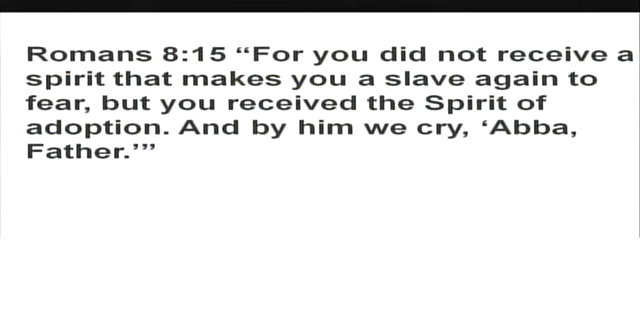 Romans 8:15 “For you did not receive a
spirit that makes you a slave again to
fear, but you received the Spirit of
adoption. And by him we cry, ‘Abba,
Father.’”